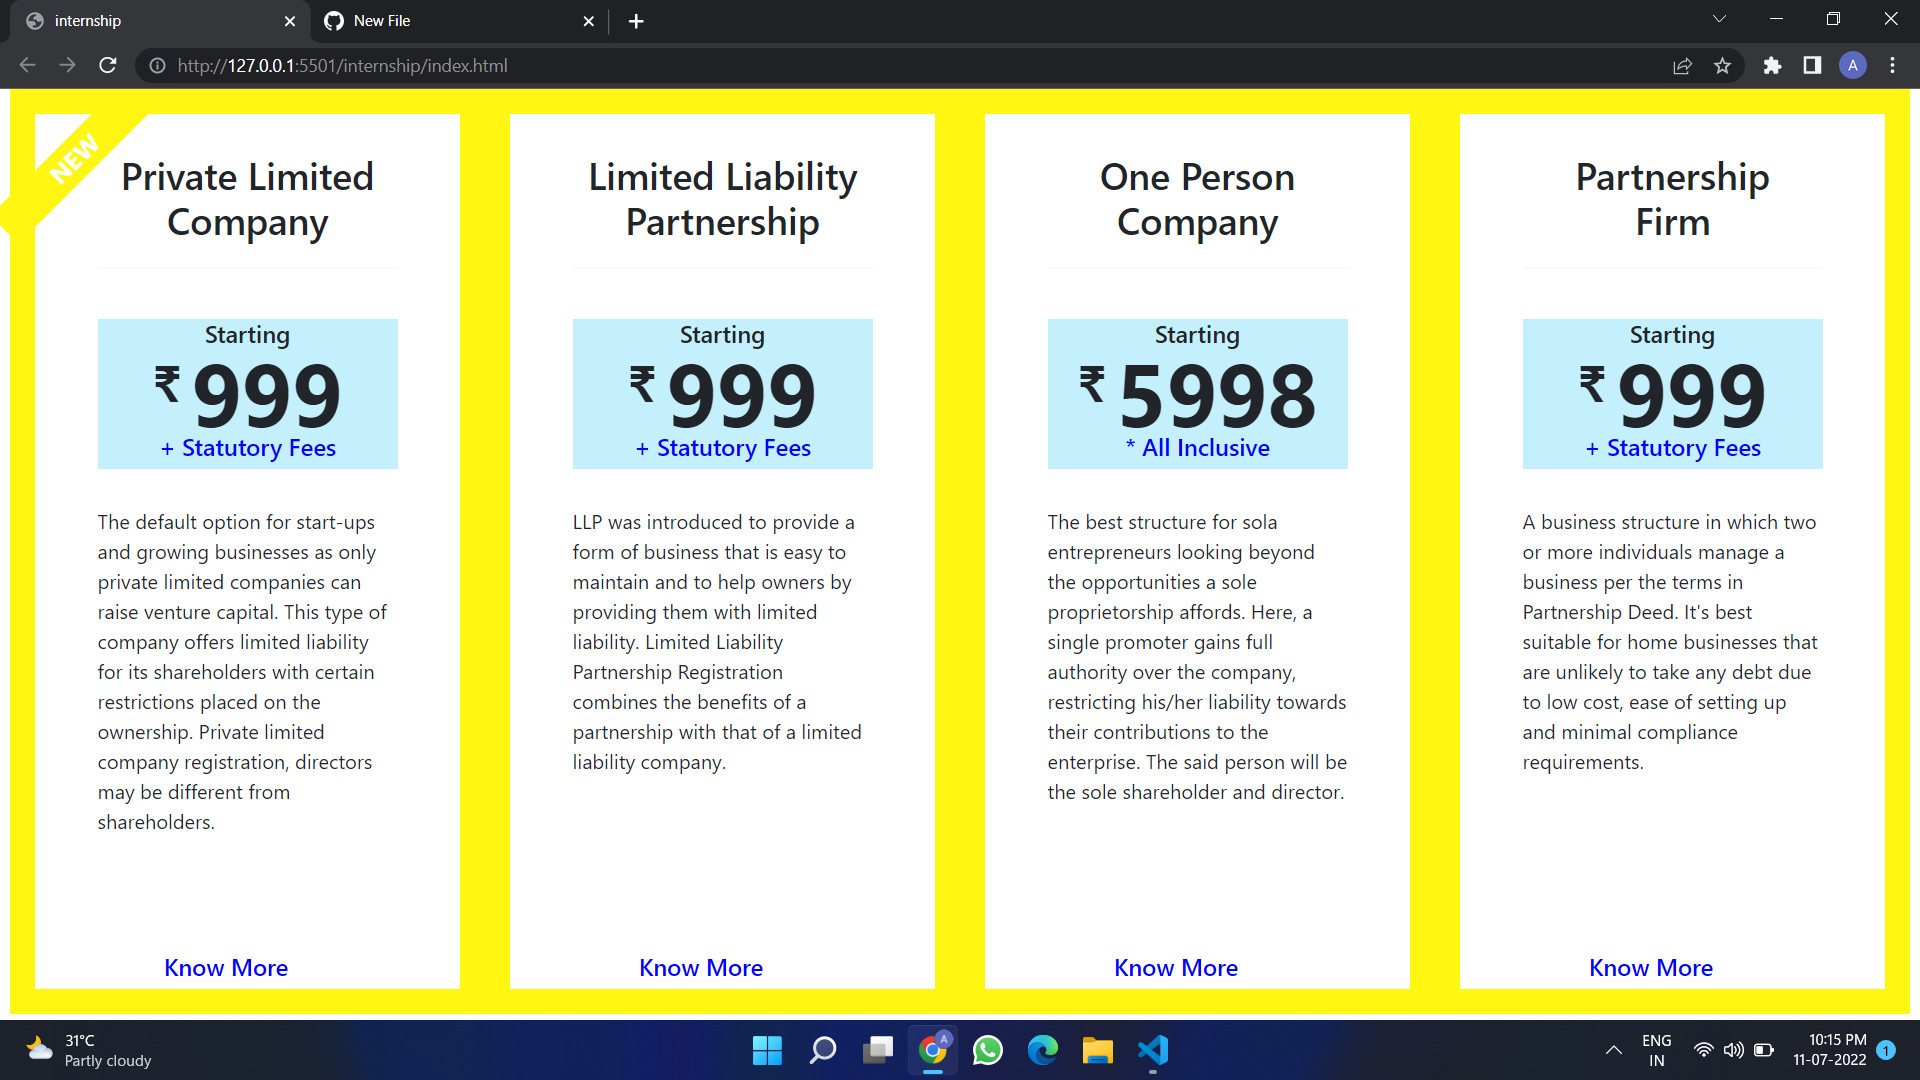 internship
New File
http://127.0.0.1:5501/internship/index.html
A
NEW
Private Limited
Company
Starting
₹ 999
+ Statutory Fees
The default option for start-ups
and growing businesses as only
private limited companies can
raise venture capital. This type of
company offers limited liability
for its shareholders with certain
restrictions placed on the
ownership. Private limited
company registration, directors
may be different from
shareholders.
Know More
Limited Liability
Partnership
Starting
₹ 999
+ Statutory Fees
LLP was introduced to provide a
form of business that is easy to
maintain and to help owners by
providing them with limited
liability. Limited Liability
Partnership Registration
combines the benefits of a
partnership with that of a limited
liability company.
Know More
One Person
Company
Starting
₹ 5998
* All Inclusive
The best structure for sola
entrepreneurs looking beyond
the opportunities a sole
proprietorship affords. Here, a
single promoter gains full
authority over the company,
restricting his/her liability towards
their contributions to the
enterprise. The said person will be
the sole shareholder and director.
Know More
Partnership
Firm
Starting
₹ 999
+ Statutory Fees
A business structure in which two
or more individuals manage a
business per the terms in
Partnership Deed. It's best
suitable for home businesses that
are unlikely to take any debt due
to low cost, ease of setting up
and minimal compliance
requirements.
Know More
31°C
Partly cloudy
A
ENG
IN
10:15 PM
11-07-2022
1